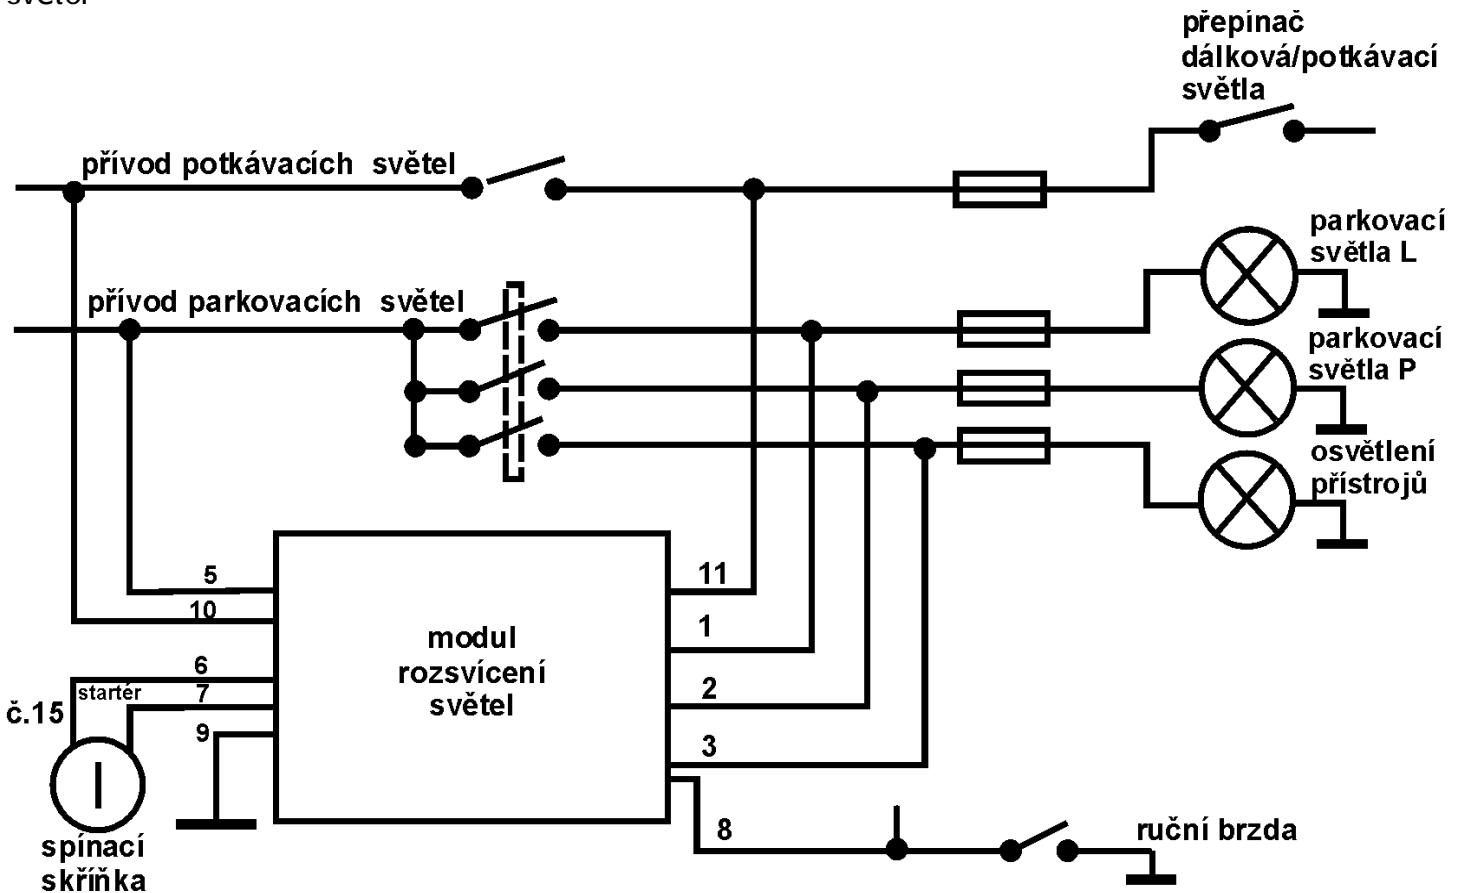 přepínač
dálková/potkávací
světla
přívod potkávacích světel
parkovací
světla L
přívod parkovacích světel
parkovací
světla P
osvětlení
přístrojů
5
10
6
startér
7
č.15
9
modul
rozsvícení
světel
11
1
2
3
8
ruční brzda
spínací
skříňka